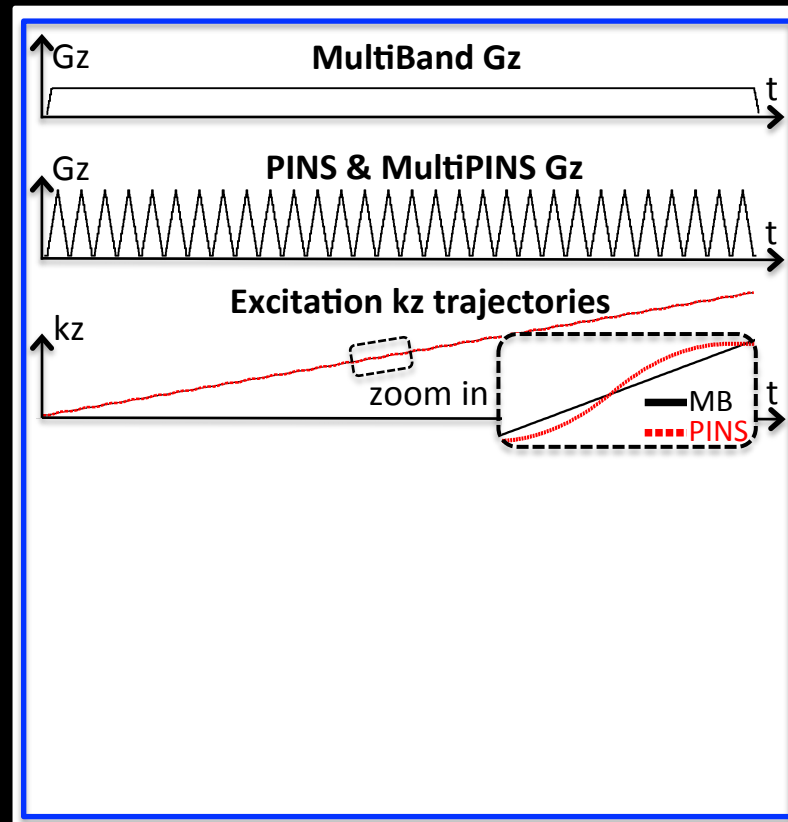 Gz
MultiBand Gz
t
Gz
PINS & MultiPINS Gz
t
Excitation kz trajectories
kz
zoom in
MB
PINS
t